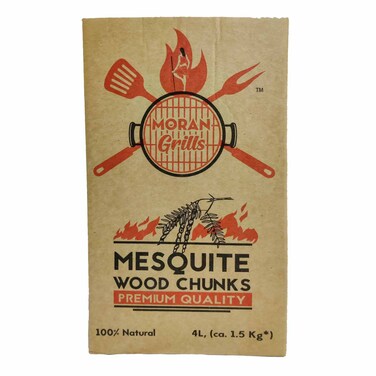 TM
MORAN
Grills
MESQUITE
WOOD CHUNKS
PREMIUM QUALITY
100% Natural 4L, (ca. 1.5 Kg*)